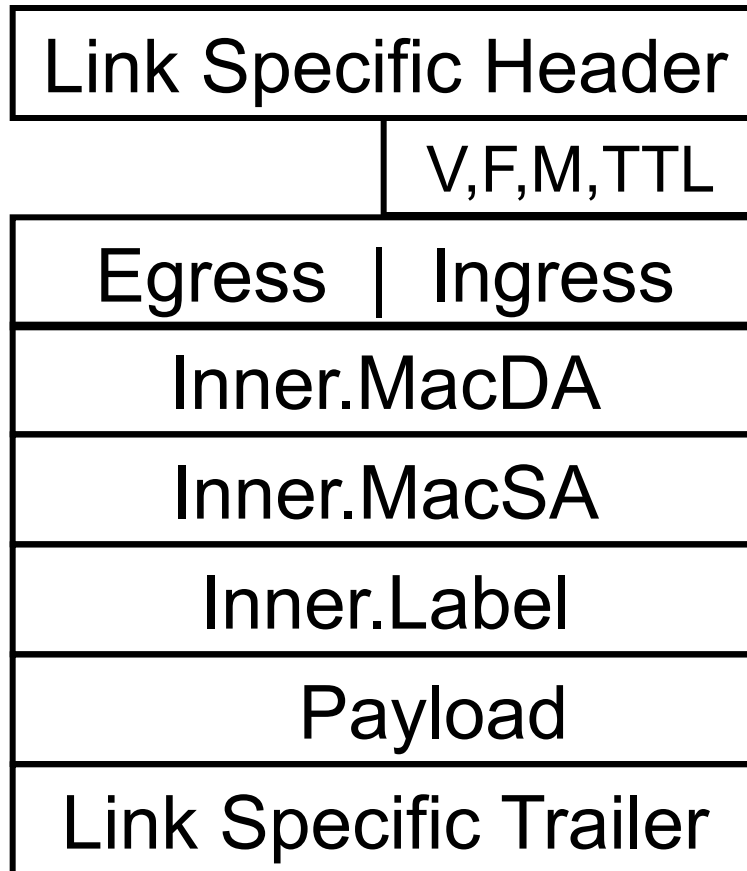 Link Specific Header
V,F,M,TTL
Egress | Ingress
Inner.MacDA
Inner.MacSA
Inner.Label
Payload
Link Specific Trailer